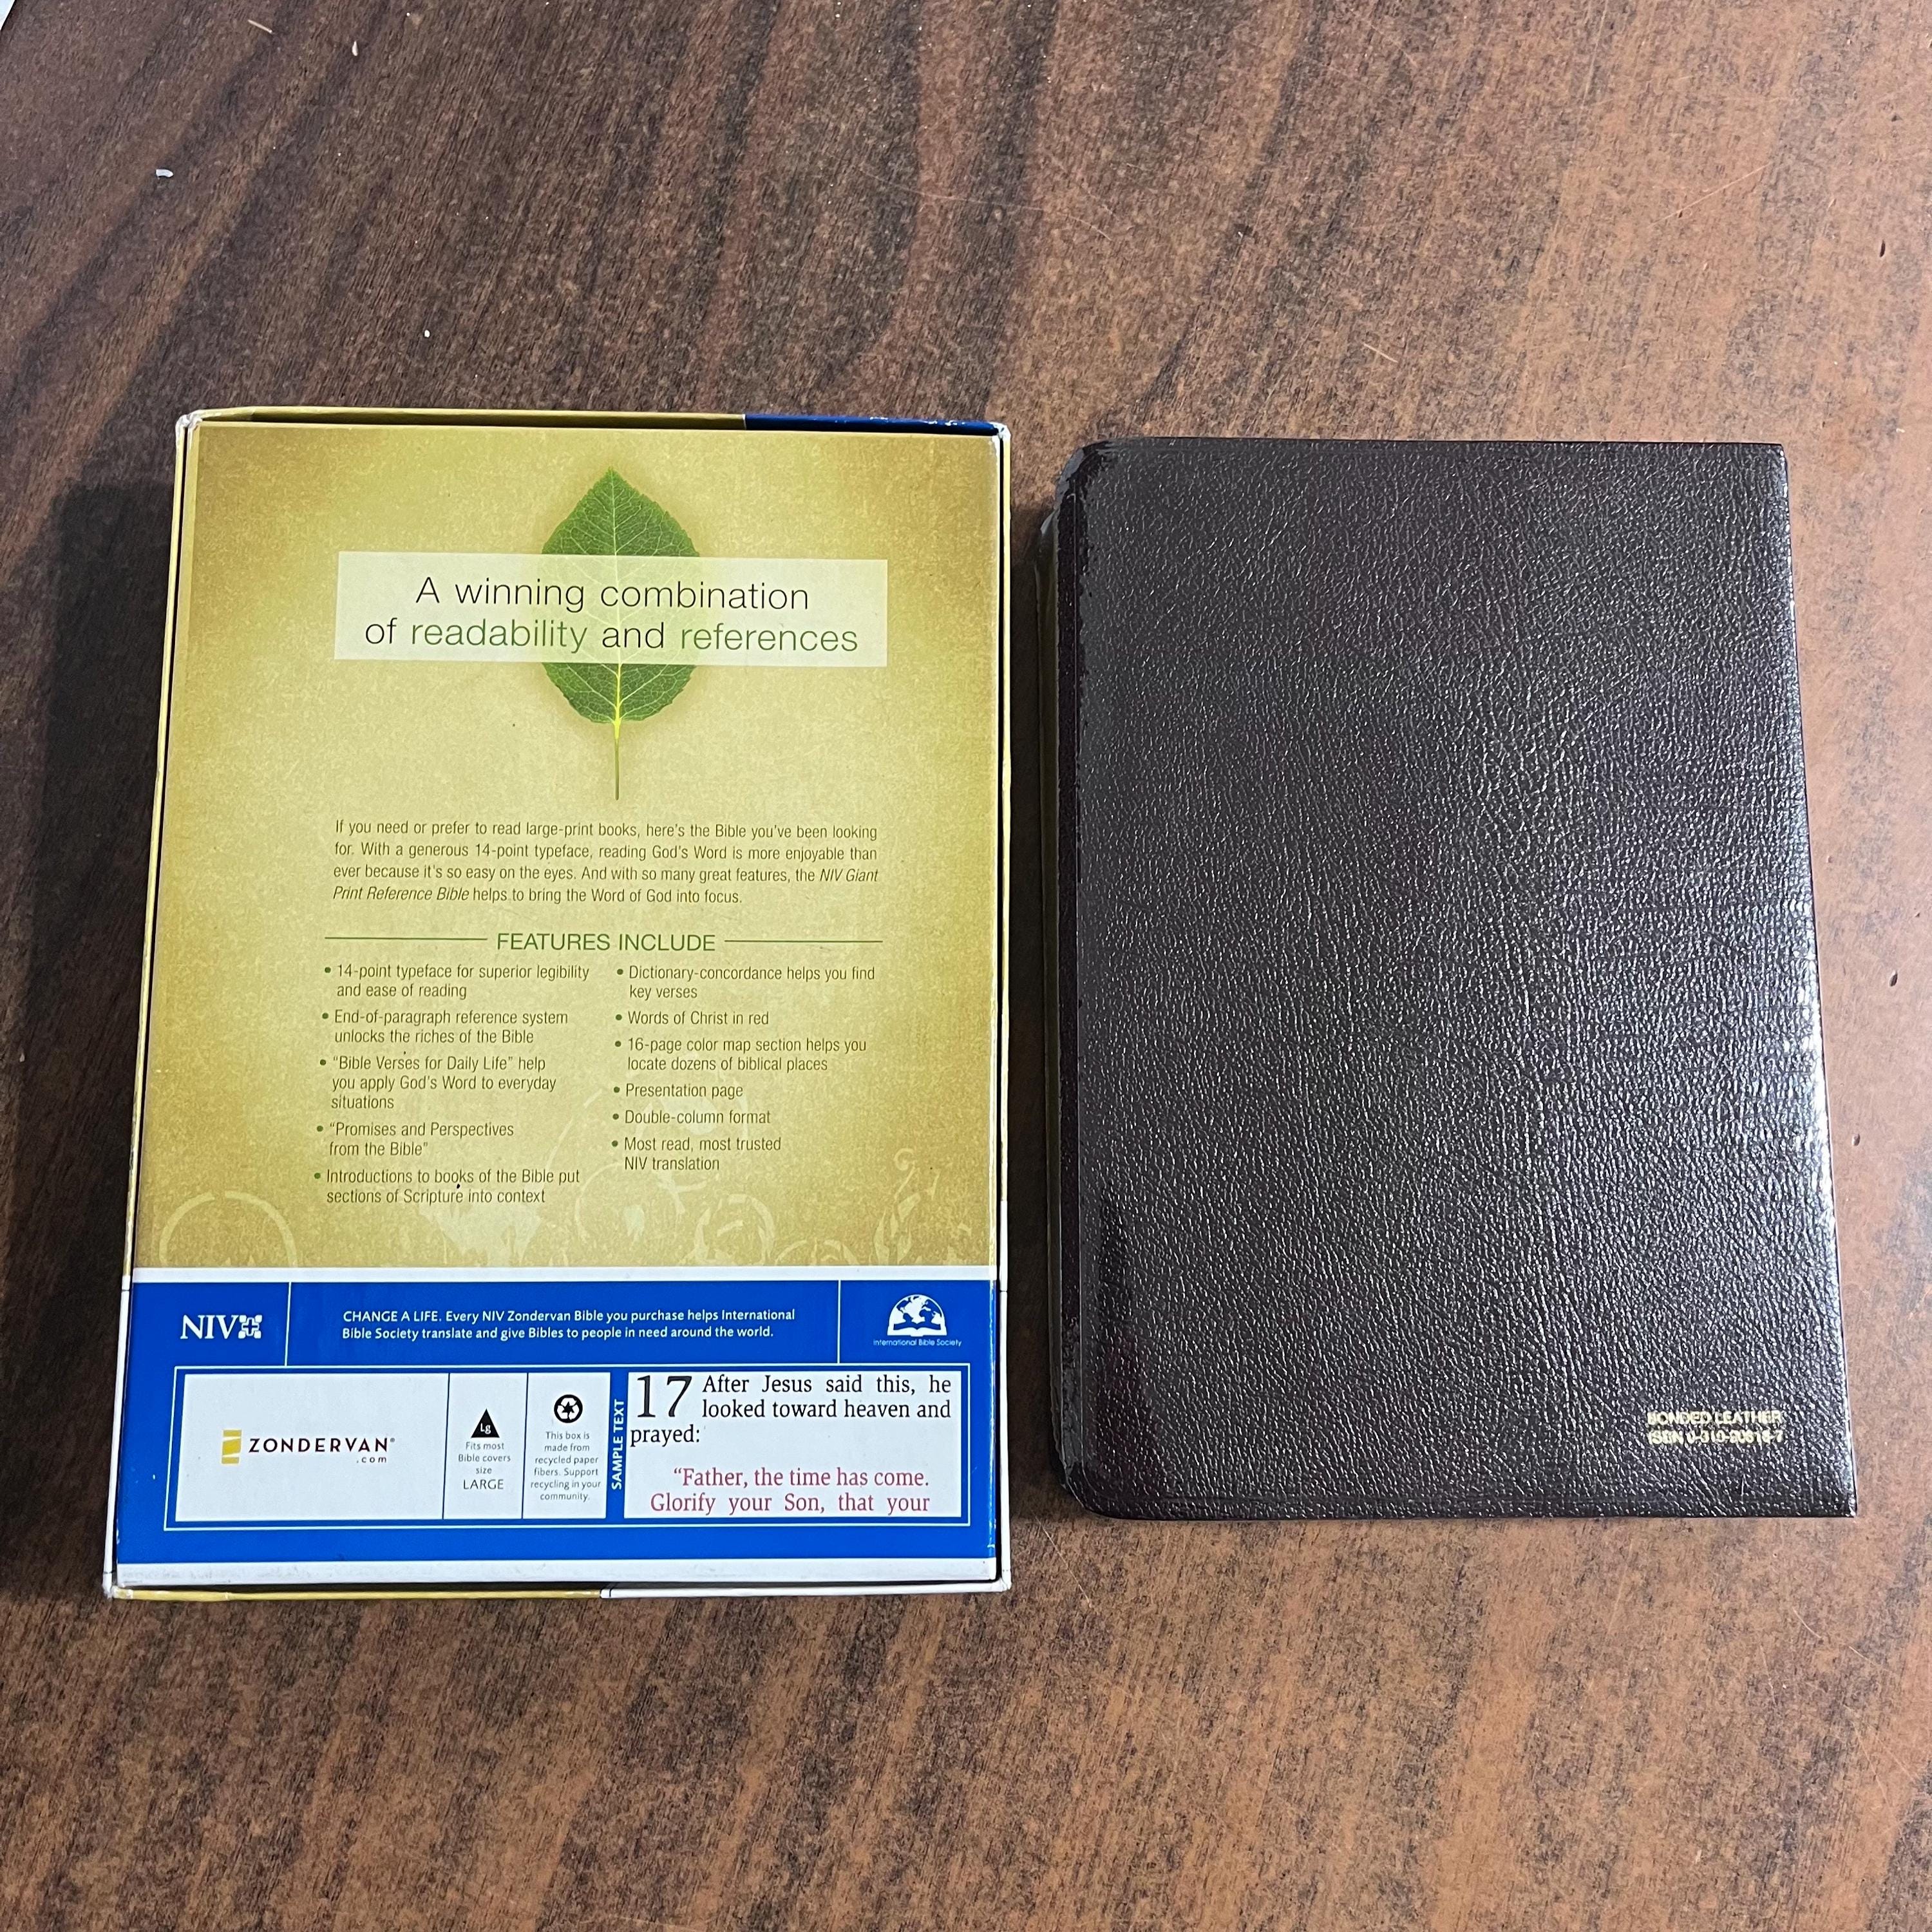 A winning combination
of readability and references
If you need or prefer to read large-print books, here's the Bible you've been looking
for. With a generous 14-point typeface, reading God's Word is more enjoyable than
ever because it's so easy on the eyes. And with so many great features, the NIV Giant
Print Reference Bible helps to bring the Word of God into focus.
FEATURES INCLUDE
• 14-point typeface for superior legibility
and ease of reading
• End-of-paragraph reference system
unlocks the riches of the Bible
• "Bible Verses for Daily Life" help
you apply God's Word to everyday
situations
• "Promises and Perspectives
from the Bible"
• Introductions to books of the Bible put
sections of Scripture into context
• Dictionary-concordance helps you find
key verses
• Words of Christ in red
• 16-page color map section helps you
locate dozens of biblical places
• Presentation page
• Double-column format
• Most read, most trusted
NIV translation
NIV
CHANGE A LIFE. Every NIV Zondervan Bible you purchase helps International
Bible Society translate and give Bibles to people in need around the world.
International Bible Society
ZONDERVAN®
.com
Lg
Fits most
Bible covers
size
LARGE
This box is
made from
recycled paper
fibers. Support
recycling in your
community.
SAMPLE TEXT
17 After Jesus said this, he
looked toward heaven and
prayed:
"Father, the time has come.
Glorify your Son, that your
BONDED LEATHER
ISBN